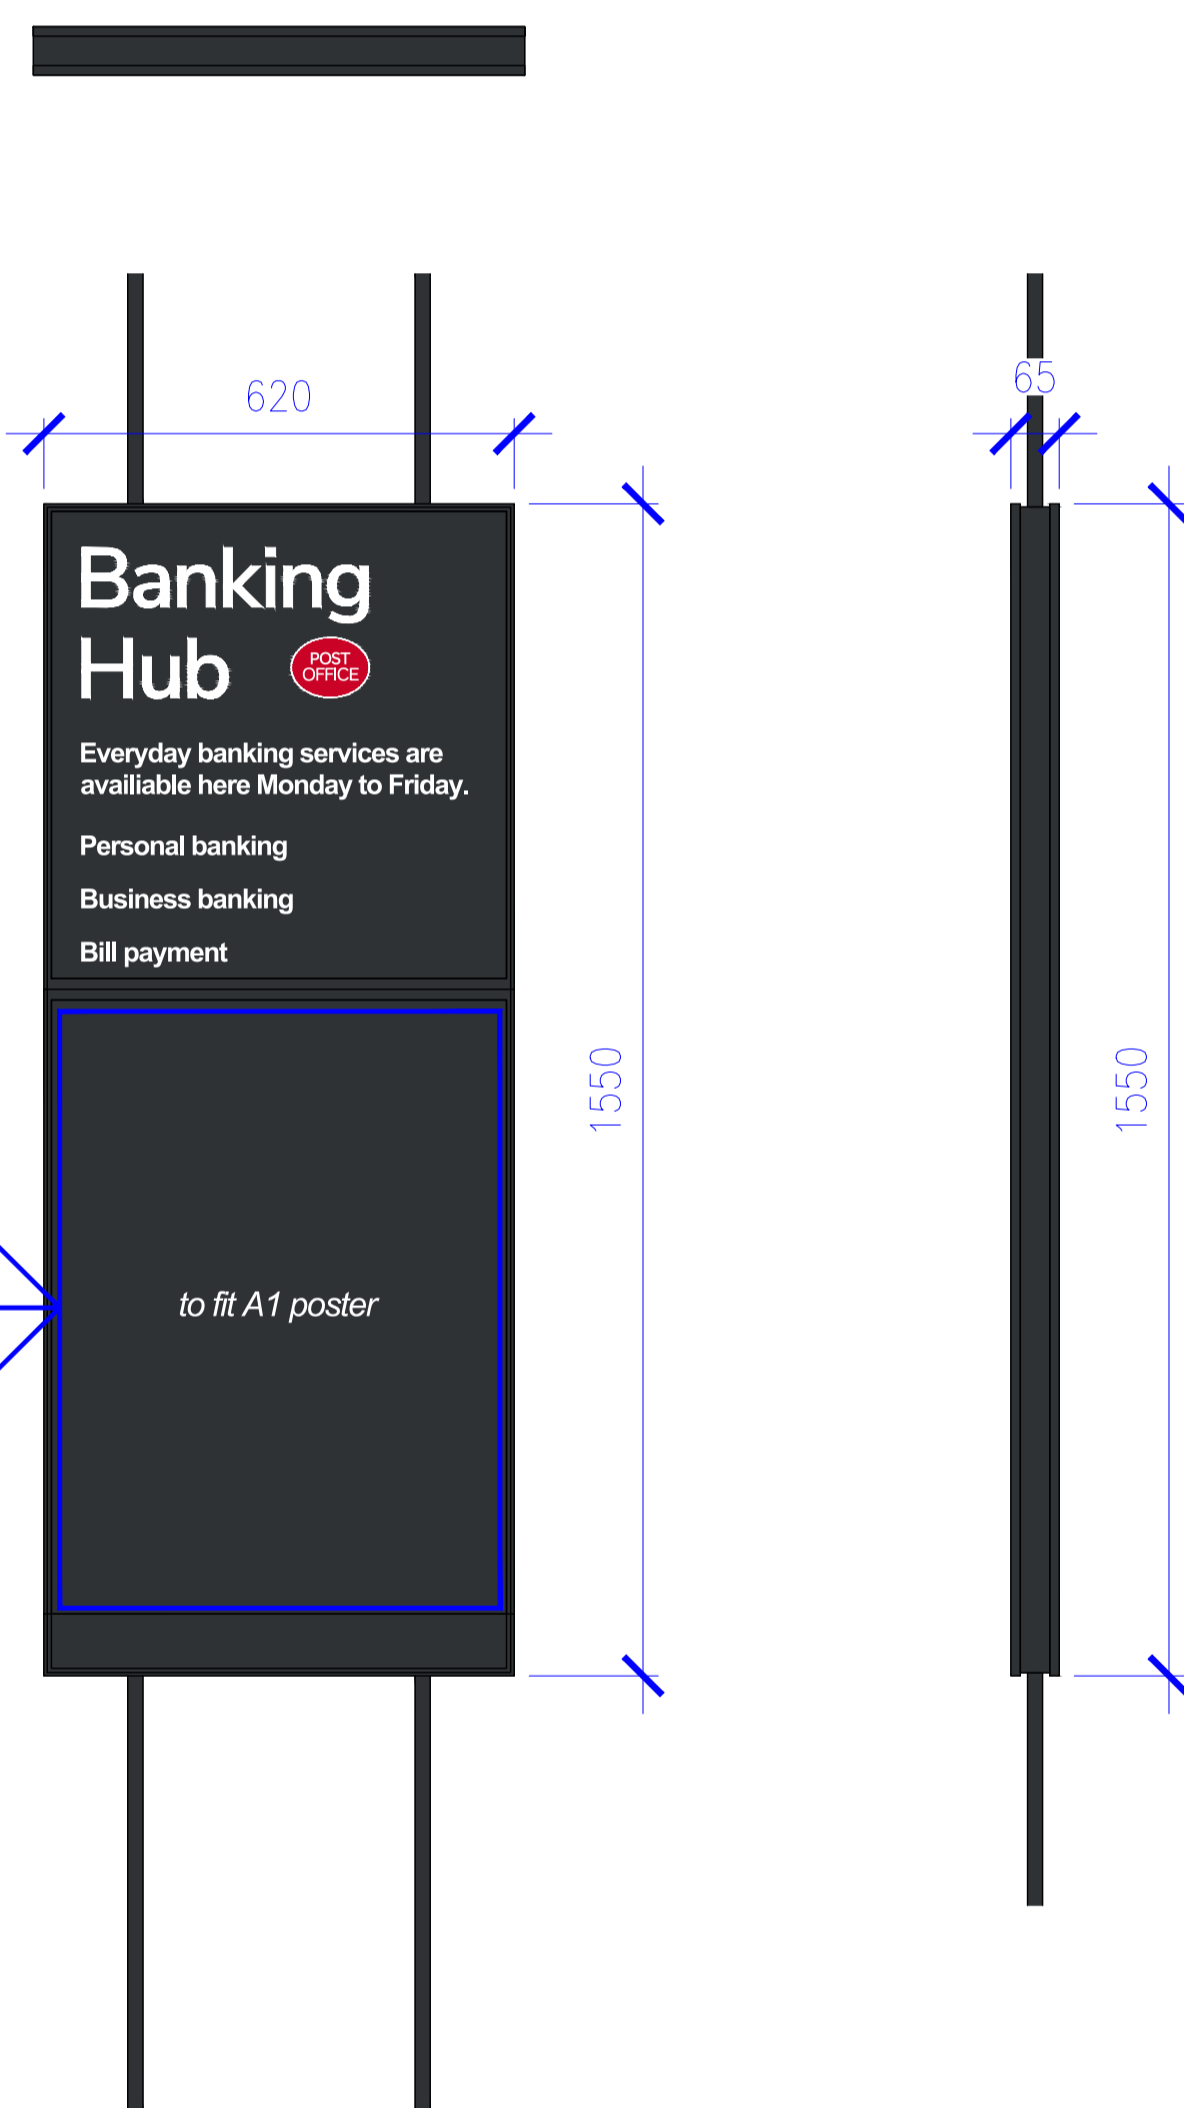 620
65
Banking
Hub
POST
OFFICE
Everyday banking services are
availiable here Monday to Friday.
Personal banking
Business banking
Bill payment
1550
1550
to fit A1 poster